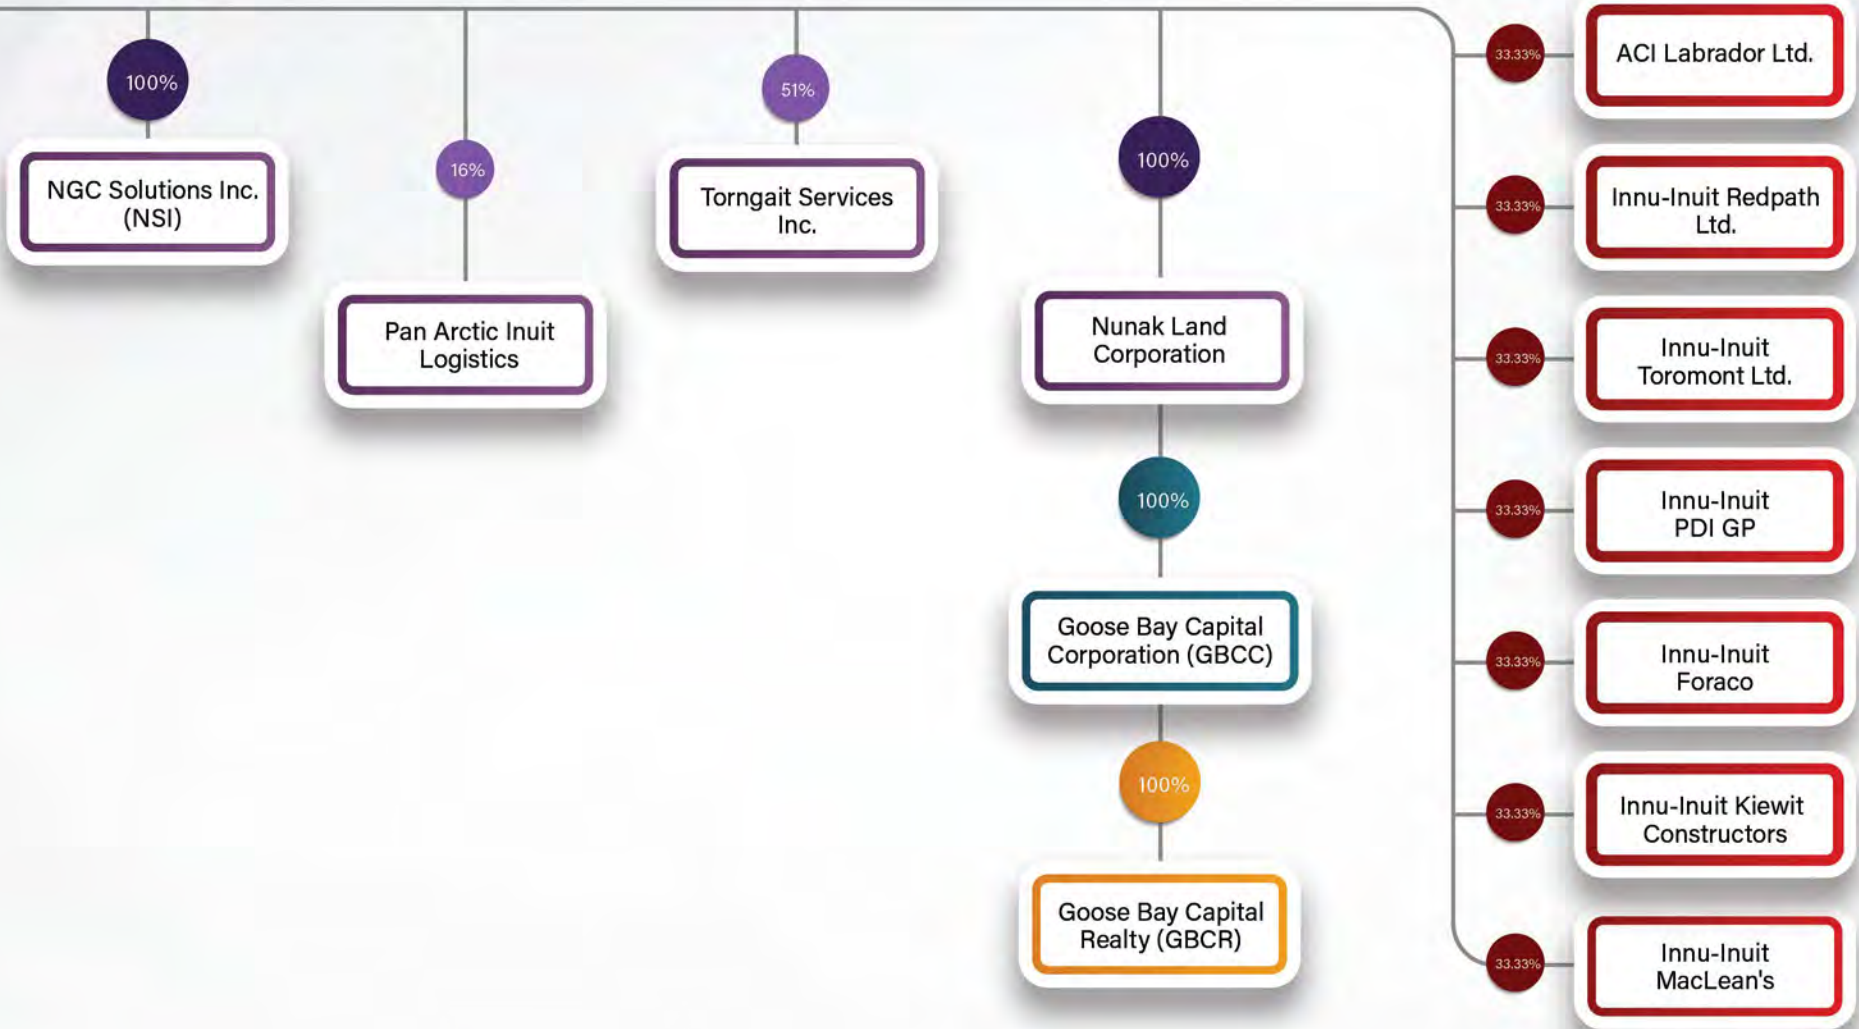 100%
NGC Solutions Inc.
(NSI)
16%
Pan Arctic Inuit
Logistics
51%
Torngait Services
Inc.
100%
Nunak Land
Corporation
100%
Goose Bay Capital
Corporation (GBCC)
100%
Goose Bay Capital
Realty (GBCR)
33.33%
ACI Labrador Ltd.
33.33%
Innu-Inuit Redpath
Ltd.
33.33%
Innu-Inuit
Toromont Ltd.
33.33%
Innu-Inuit
PDI GP
33.33%
Innu-Inuit
Foraco
33.33%
Innu-Inuit Kiewit
Constructors
33.33%
Innu-Inuit
MacLean's